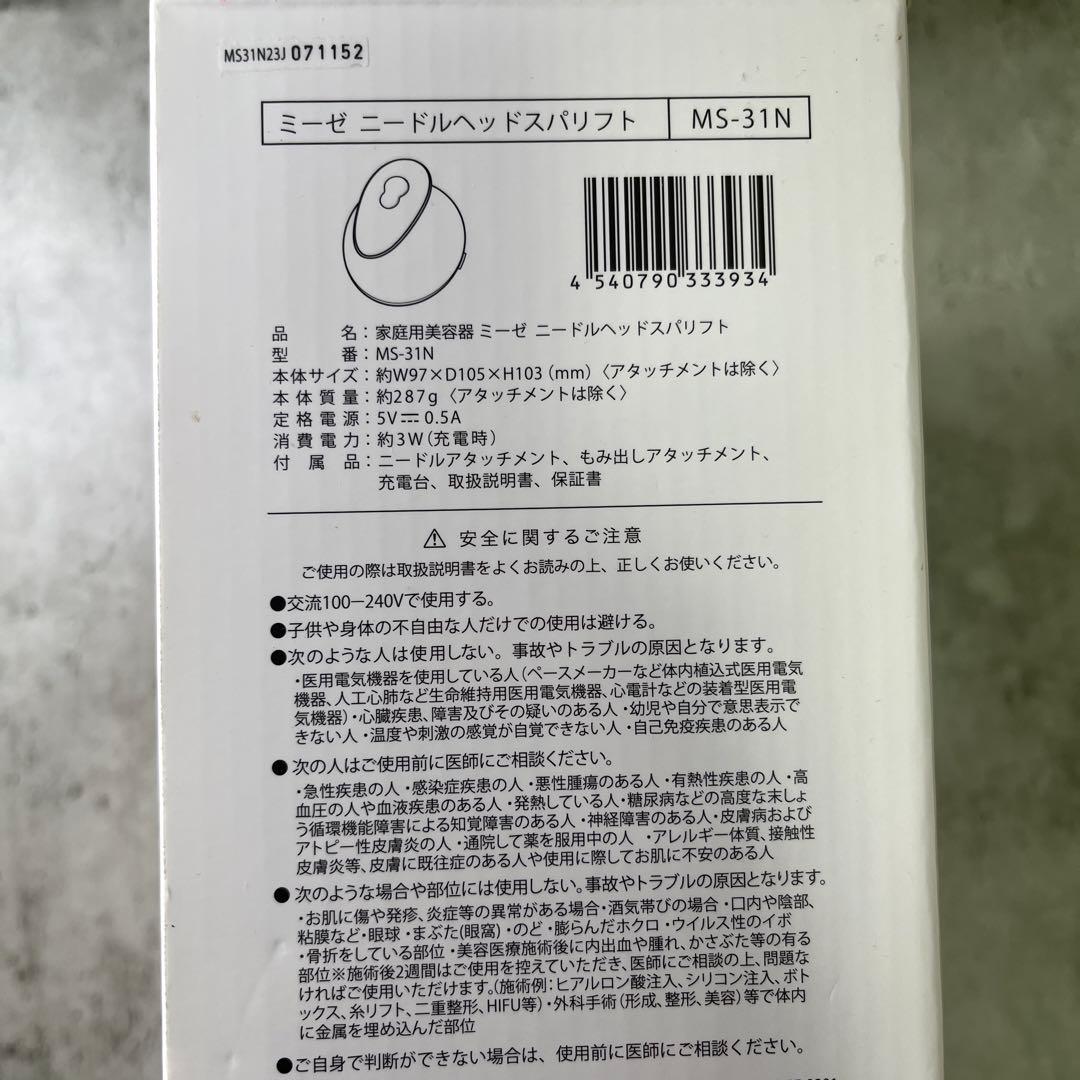 MS31N23J 071152
ミーゼ ニードルヘッドスパリフト MS-31N
4 540790 333934
品名：家庭用美容器 ミーゼ ニードルヘッドスパリフト
型番：MS-31N
本体サイズ：約W97×D105×H103（mm）〈アタッチメントは除く〉
本体質量：約287g〈アタッチメントは除く〉
定格電源：5V⎓0.5A
消費電力：約3W（充電時）
付属品：ニードルアタッチメント、もみ出しアタッチメント、
充電台、取扱説明書、保証書
⚠ 安全に関するご注意
ご使用の際は取扱説明書をよくお読みの上、正しくお使いください。
●交流100－240Vで使用する。
●子供や身体の不自由な人だけでの使用は避ける。
●次のような人は使用しない。事故やトラブルの原因となります。
・医用電気機器を使用している人（ペースメーカーなど体内植込式医用電気
機器、人工心肺など生命維持用医用電気機器、心電計などの装着型医用電
気機器）・心臓疾患、障害及びその疑いのある人・幼児や自分で意思表示で
きない人・温度や刺激の感覚が自覚できない人・自己免疫疾患のある人
●次の人はご使用前に医師にご相談ください。
・急性疾患の人・感染症疾患の人・悪性腫瘍のある人・有熱性疾患の人・高
血圧の人や血液疾患のある人・発熱している人・糖尿病などの高度な末しょ
う循環機能障害による知覚障害のある人・神経障害のある人・皮膚病および
アトピー性皮膚炎の人・通院して薬を服用中の人 ・アレルギー体質、接触性
皮膚炎等、皮膚に既往症のある人や使用に際してお肌に不安のある人
●次のような場合や部位には使用しない。事故やトラブルの原因となります。
・お肌に傷や発疹、炎症等の異常がある場合・酒気帯びの場合・口内や陰部、
粘膜など・眼球・まぶた(眼窩)・のど・膨らんだホクロ・ウイルス性のイボ
・骨折をしている部位・美容医療施術後に内出血や腫れ、かさぶた等の有る
部位※施術後2週間はご使用を控えていただき、医師にご相談の上、問題な
ければご使用いただけます。（施術例：ヒアルロン酸注入、シリコン注入、ボト
ックス、糸リフト、二重整形、HIFU等）・外科手術（形成、整形、美容）等で体内
に金属を埋め込んだ部位
●ご自身で判断ができない場合は、使用前に医師にご相談ください。